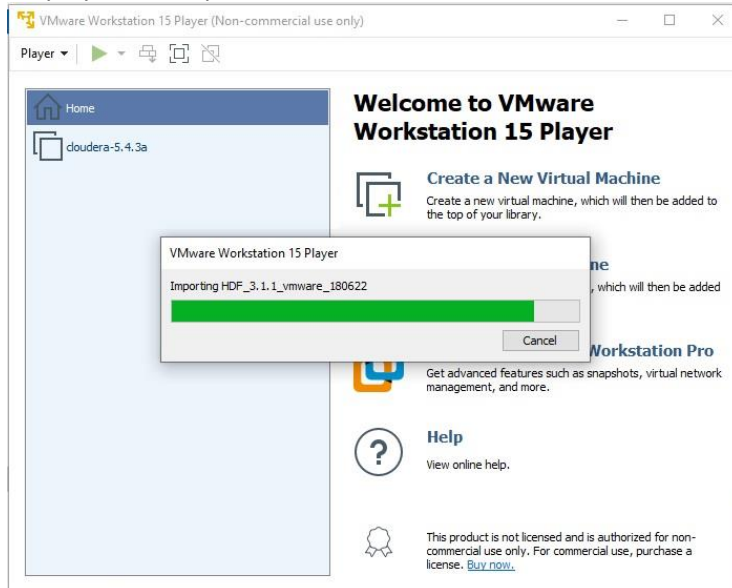 VMware Workstation 15 Player (Non-commercial use only)
Player
Home
cloudera-5.4.3a
Welcome to VMware
Workstation 15 Player
Create a New Virtual Machine
Create a new virtual machine, which will then be added to
the top of your library.
ne
, which will then be added
VMware Workstation 15 Player
Importing HDF_3.1.1_vmware_180622
Cancel
Workstation Pro
Get advanced features such as snapshots, virtual network
management, and more.
Help
View online help.
This product is not licensed and is authorized for non-
commercial use only. For commercial use, purchase a
license. Buy now.